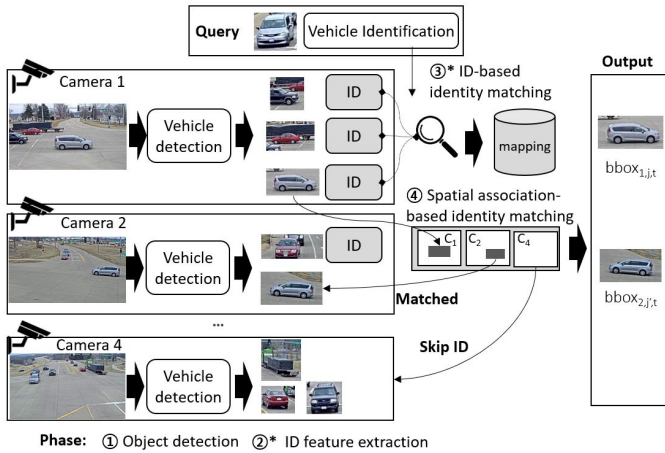 Query
Vehicle Identification
Output
Camera 1
③* ID-based
identity matching
Vehicle
detection
ID
ID
ID
mapping
bbox1,j,t
④ Spatial association-
based identity matching
Camera 2
Vehicle
detection
ID
C1
C2
C4
Matched
bbox2,j',t
...
Camera 4
Skip ID
Vehicle
detection
Phase: ① Object detection ②* ID feature extraction